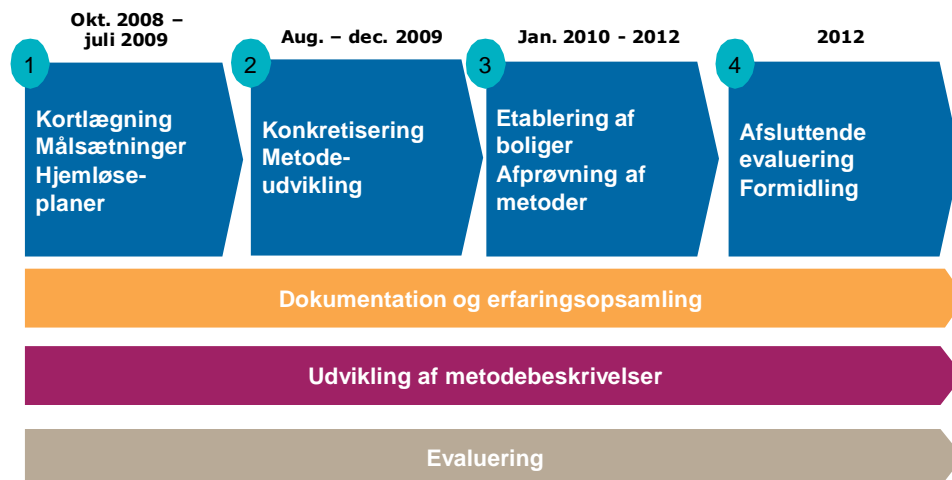 Okt. 2008 –
juli 2009
Aug. – dec. 2009
Jan. 2010 - 2012
2012
1
Kortlægning
Målsætninger
Hjemløse-
planer
2
Konkretisering
Metode-
udvikling
3
Etablering af
boliger
Afprøvning af
metoder
4
Afsluttende
evaluering
Formidling
Dokumentation og erfaringsopsamling
Udvikling af metodebeskrivelser
Evaluering